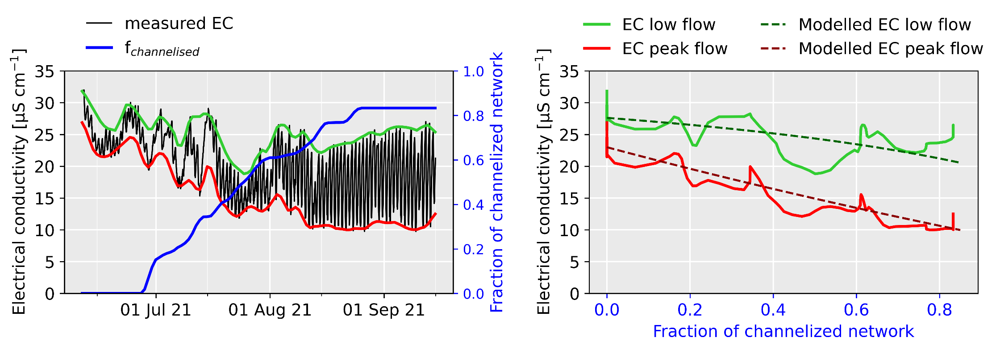 measured EC
f_channelised
Electrical conductivity [µS cm⁻¹]
35
30
25
20
15
10
5
0
01 Jul 21
01 Aug 21
01 Sep 21
1.0
0.8
0.6
0.4
0.2
0.0
Fraction of channelized network
EC low flow
EC peak flow
Modelled EC low flow
Modelled EC peak flow
Electrical conductivity [µS cm⁻¹]
35
30
25
20
15
10
5
0
0.0
0.2
0.4
0.6
0.8
Fraction of channelized network